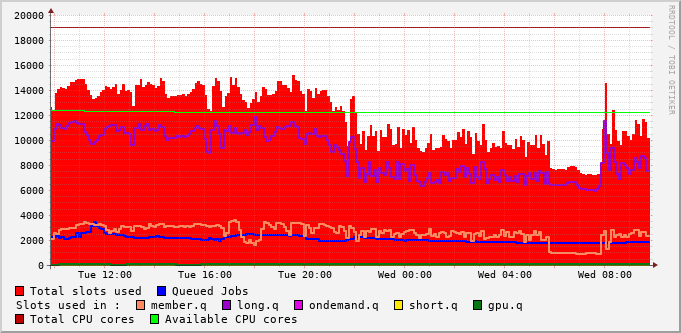 20000
18000
16000
14000
12000
10000
8000
6000
4000
2000
0
Tue 12:00 Tue 16:00 Tue 20:00 Wed 00:00 Wed 04:00 Wed 08:00
RRDTOOL / TOBI OETIKER
Total slots used Queued Jobs
Slots used in : member.q long.q ondemand.q short.q gpu.q
Total CPU cores Available CPU cores